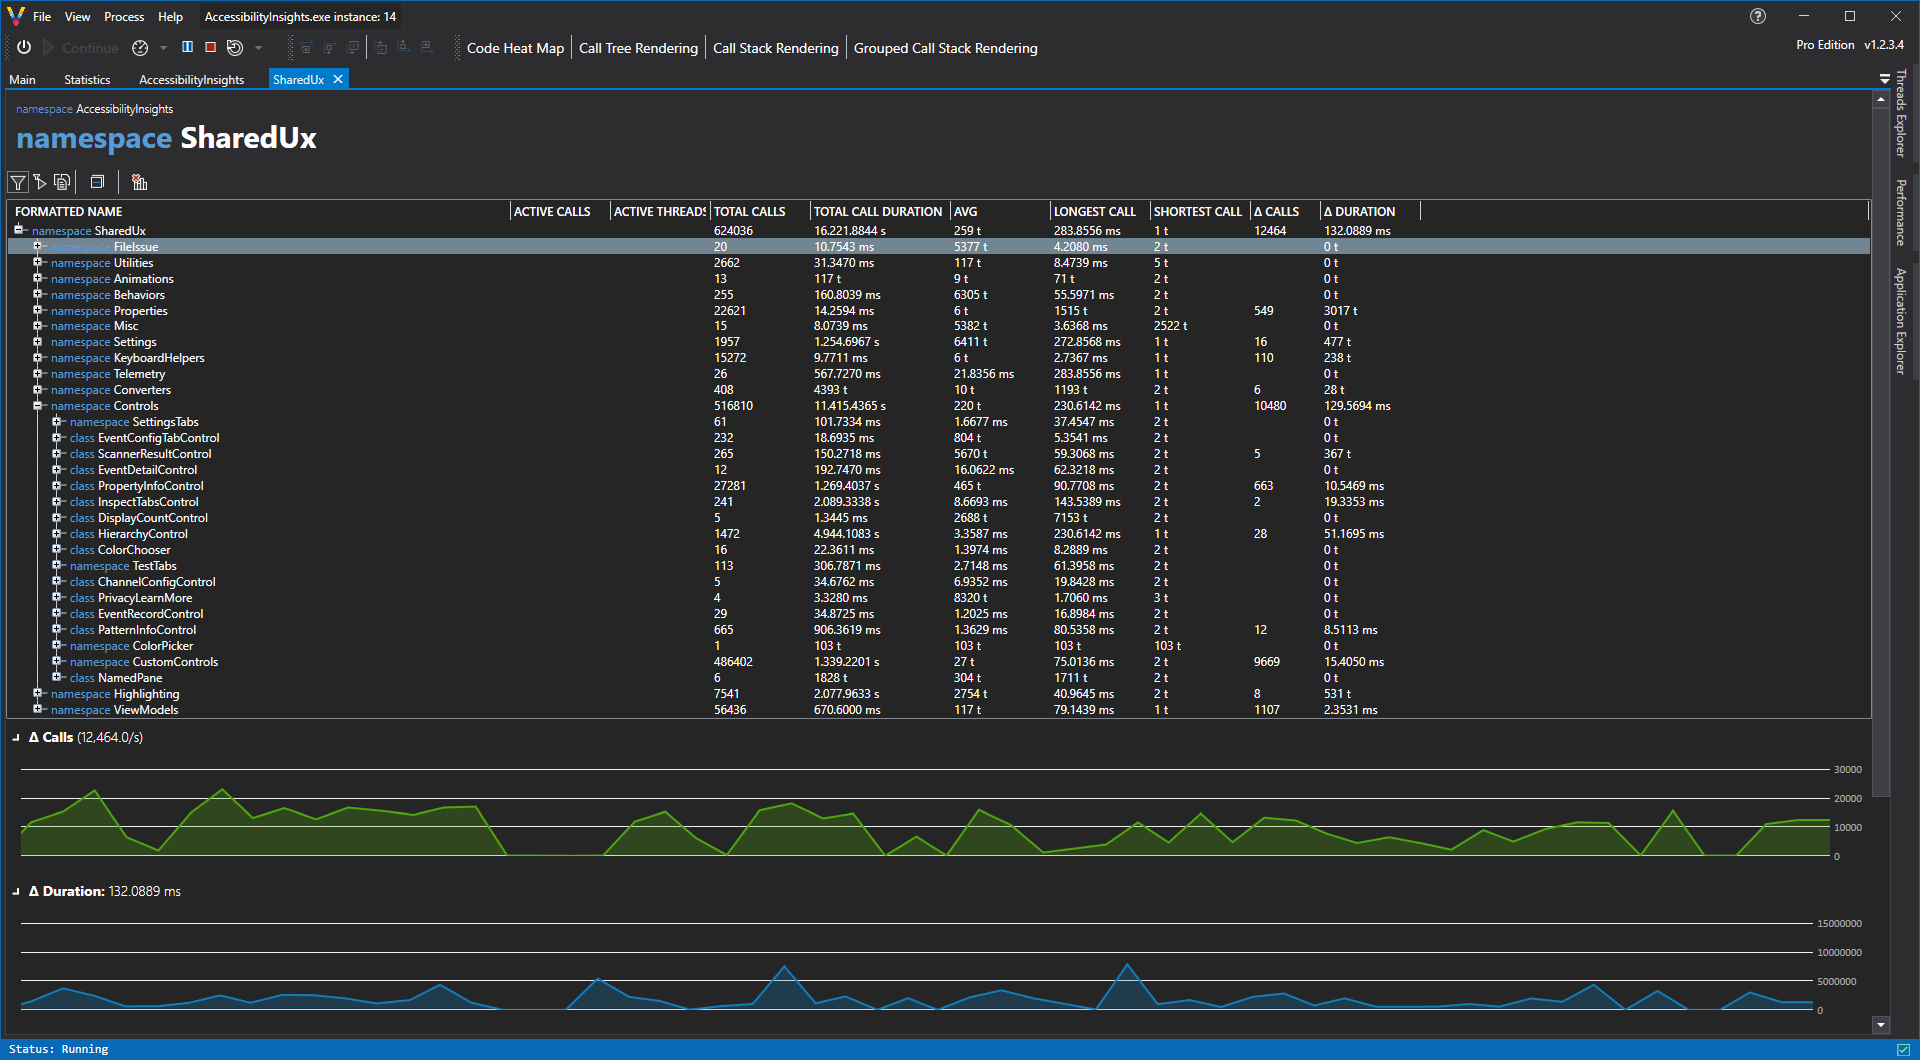 File View Process Help AccessibilityInsights.exe instance: 14
Continue Code Heat Map Call Tree Rendering Call Stack Rendering Grouped Call Stack Rendering Pro Edition v1.2.3.4
Main Statistics AccessibilityInsights SharedUx
namespace AccessibilityInsights
namespace SharedUx
FORMATTED NAME ACTIVE CALLS ACTIVE THREADS TOTAL CALLS TOTAL CALL DURATION AVG LONGEST CALL SHORTEST CALL Δ CALLS Δ DURATION
namespace SharedUx 624036 16.221.8844 s 259 t 283.8556 ms 1 t 12464 132.0889 ms
namespace FileIssue 20 10.7543 ms 5377 t 4.2080 ms 2 t 0 t
namespace Utilities 2662 31.3470 ms 117 t 8.4739 ms 5 t 0 t
namespace Animations 13 117 t 9 t 71 t 2 t 0 t
namespace Behaviors 255 160.8039 ms 6305 t 55.5971 ms 2 t 0 t
namespace Properties 22621 14.2594 ms 6 t 1515 t 2 t 549 3017 t
namespace Misc 15 8.0739 ms 5382 t 3.6368 ms 2522 t 0 t
namespace Settings 1957 1.254.6967 s 6411 t 272.8568 ms 1 t 16 477 t
namespace KeyboardHelpers 15272 9.7711 ms 6 t 2.7367 ms 1 t 110 238 t
namespace Telemetry 26 567.7270 ms 21.8356 ms 283.8556 ms 1 t 0 t
namespace Converters 408 4393 t 10 t 1193 t 2 t 6 28 t
namespace Controls 516810 11.415.4365 s 220 t 230.6142 ms 1 t 10480 129.5694 ms
namespace SettingsTabs 61 101.7334 ms 1.6677 ms 37.4547 ms 2 t 0 t
class EventConfigTabControl 232 18.6935 ms 804 t 5.3541 ms 2 t 0 t
class ScannerResultControl 265 150.2718 ms 5670 t 59.3068 ms 2 t 5 367 t
class EventDetailControl 12 192.7470 ms 16.0622 ms 62.3218 ms 2 t 0 t
class PropertyInfoControl 27281 1.269.4037 s 465 t 90.7708 ms 2 t 663 10.5469 ms
class InspectTabsControl 241 2.089.3338 s 8.6693 ms 143.5389 ms 2 t 2 19.3353 ms
class DisplayCountControl 5 1.3445 ms 2688 t 7153 t 2 t 0 t
class HierarchyControl 1472 4.944.1083 s 3.3587 ms 230.6142 ms 1 t 28 51.1695 ms
class ColorChooser 16 22.3611 ms 1.3974 ms 8.2889 ms 2 t 0 t
namespace TestTabs 113 306.7871 ms 2.7148 ms 61.3958 ms 2 t 0 t
class ChannelConfigControl 5 34.6762 ms 6.9352 ms 19.8428 ms 2 t 0 t
class PrivacyLearnMore 4 3.3280 ms 8320 t 1.7060 ms 3 t 0 t
class EventRecordControl 29 34.8725 ms 1.2025 ms 16.8984 ms 2 t 0 t
class PatternInfoControl 665 906.3619 ms 1.3629 ms 80.5358 ms 2 t 12 8.5113 ms
namespace ColorPicker 1 103 t 103 t 103 t 103 t 0 t
namespace CustomControls 486402 1.339.2201 s 27 t 75.0136 ms 2 t 9669 15.4050 ms
class NamedPane 6 1828 t 304 t 1711 t 2 t 0 t
namespace Highlighting 7541 2.077.9633 s 2754 t 40.9645 ms 2 t 8 531 t
namespace ViewModels 56436 670.6000 ms 117 t 79.1439 ms 1 t 1107 2.3531 ms
Δ Calls (12,464.0/s)
30000
20000
10000
0
Δ Duration: 132.0889 ms
15000000
10000000
5000000
0
Threads Explorer
Performance
Application Explorer
Status: Running